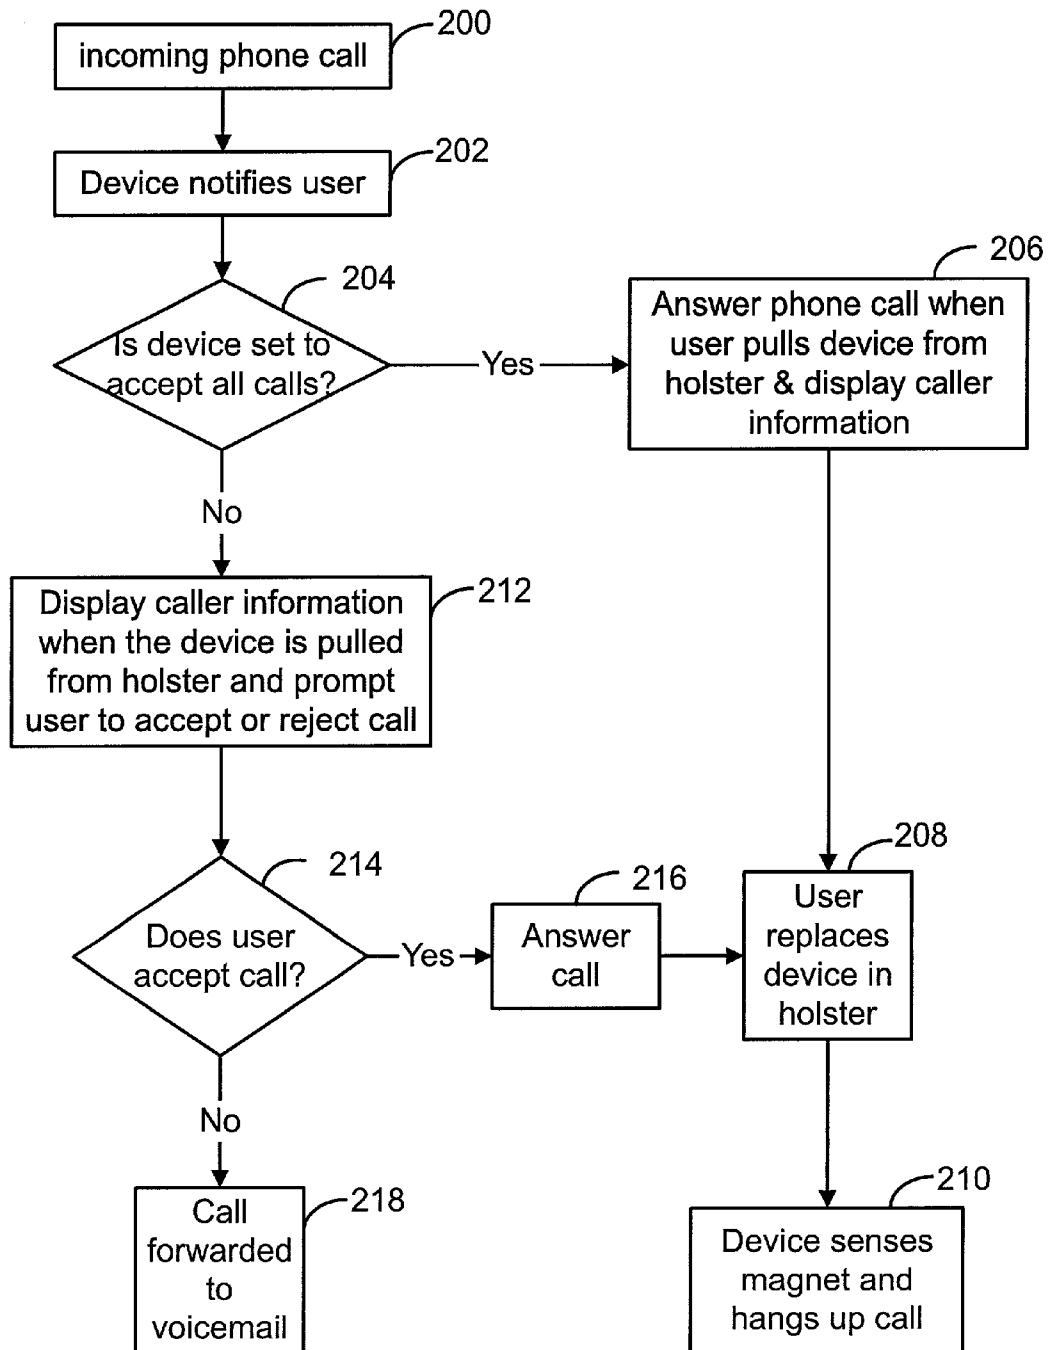 200
incoming phone call
202
Device notifies user
204
Is device set to
accept all calls?
Yes
206
Answer phone call when
user pulls device from
holster & display caller
information
No
212
Display caller information
when the device is pulled
from holster and prompt
user to accept or reject call
214
Does user
accept call?
Yes
216
Answer
call
208
User
replaces
device in
holster
No
218
Call
forwarded
to
voicemail
210
Device senses
magnet and
hangs up call